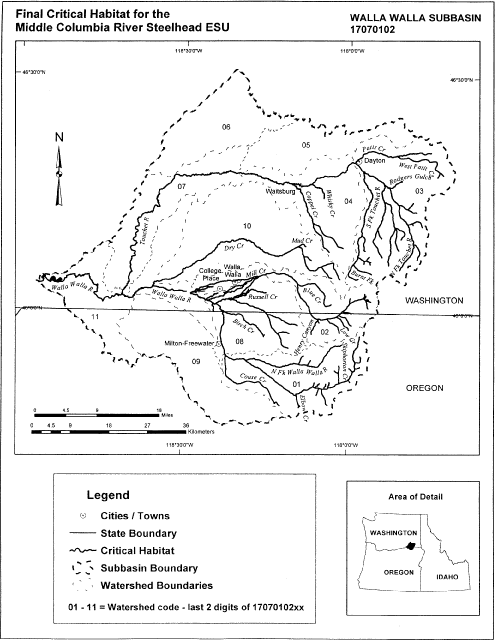 Final Critical Habitat for the
Middle Columbia River Steelhead ESU
WALLA WALLA SUBBASIN
17070102
118°30'0"W
118°0'0"W
46°30'0"N
46°30'0"N
N
06
05
Patit Cr
Dayton
West Patit Cr
Rodgers Gulch
03
07
Waitsburg
Coppei Cr
Whisky Cr
04
S Fk Touchet R
N Fk Touchet R
Touchet R
10
Mud Cr
Dry Cr
Burnt Fk
College Place
Walla Walla
Mill Cr
Walla Walla R
Walla Walla R
Russell Cr
Blue Cr
WASHINGTON
46°0'0"N
46°0'0"N
11
Birch Cr
Henry Canyon
02
Low Cr
Milton-Freewater
08
09
N Fk Walla Walla R
Couse Cr
01
Elbow Cr
OREGON
0 4.5 9 18
Miles
0 4.5 9 18 27 36
Kilometers
118°30'0"W
118°0'0"W
Legend
Cities / Towns
State Boundary
Critical Habitat
Subbasin Boundary
Watershed Boundaries
01 - 11 = Watershed code - last 2 digits of 17070102xx
Area of Detail
WASHINGTON
OREGON
IDAHO